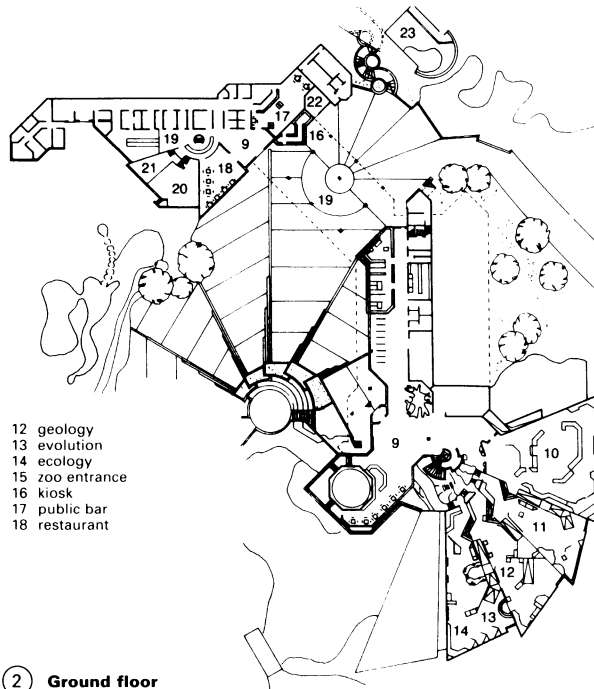 23
22
17
16
19
9
18
21
20
19
12 geology
13 evolution
14 ecology
15 zoo entrance
16 kiosk
17 public bar
18 restaurant
9
10
11
12
13
14
2 Ground floor